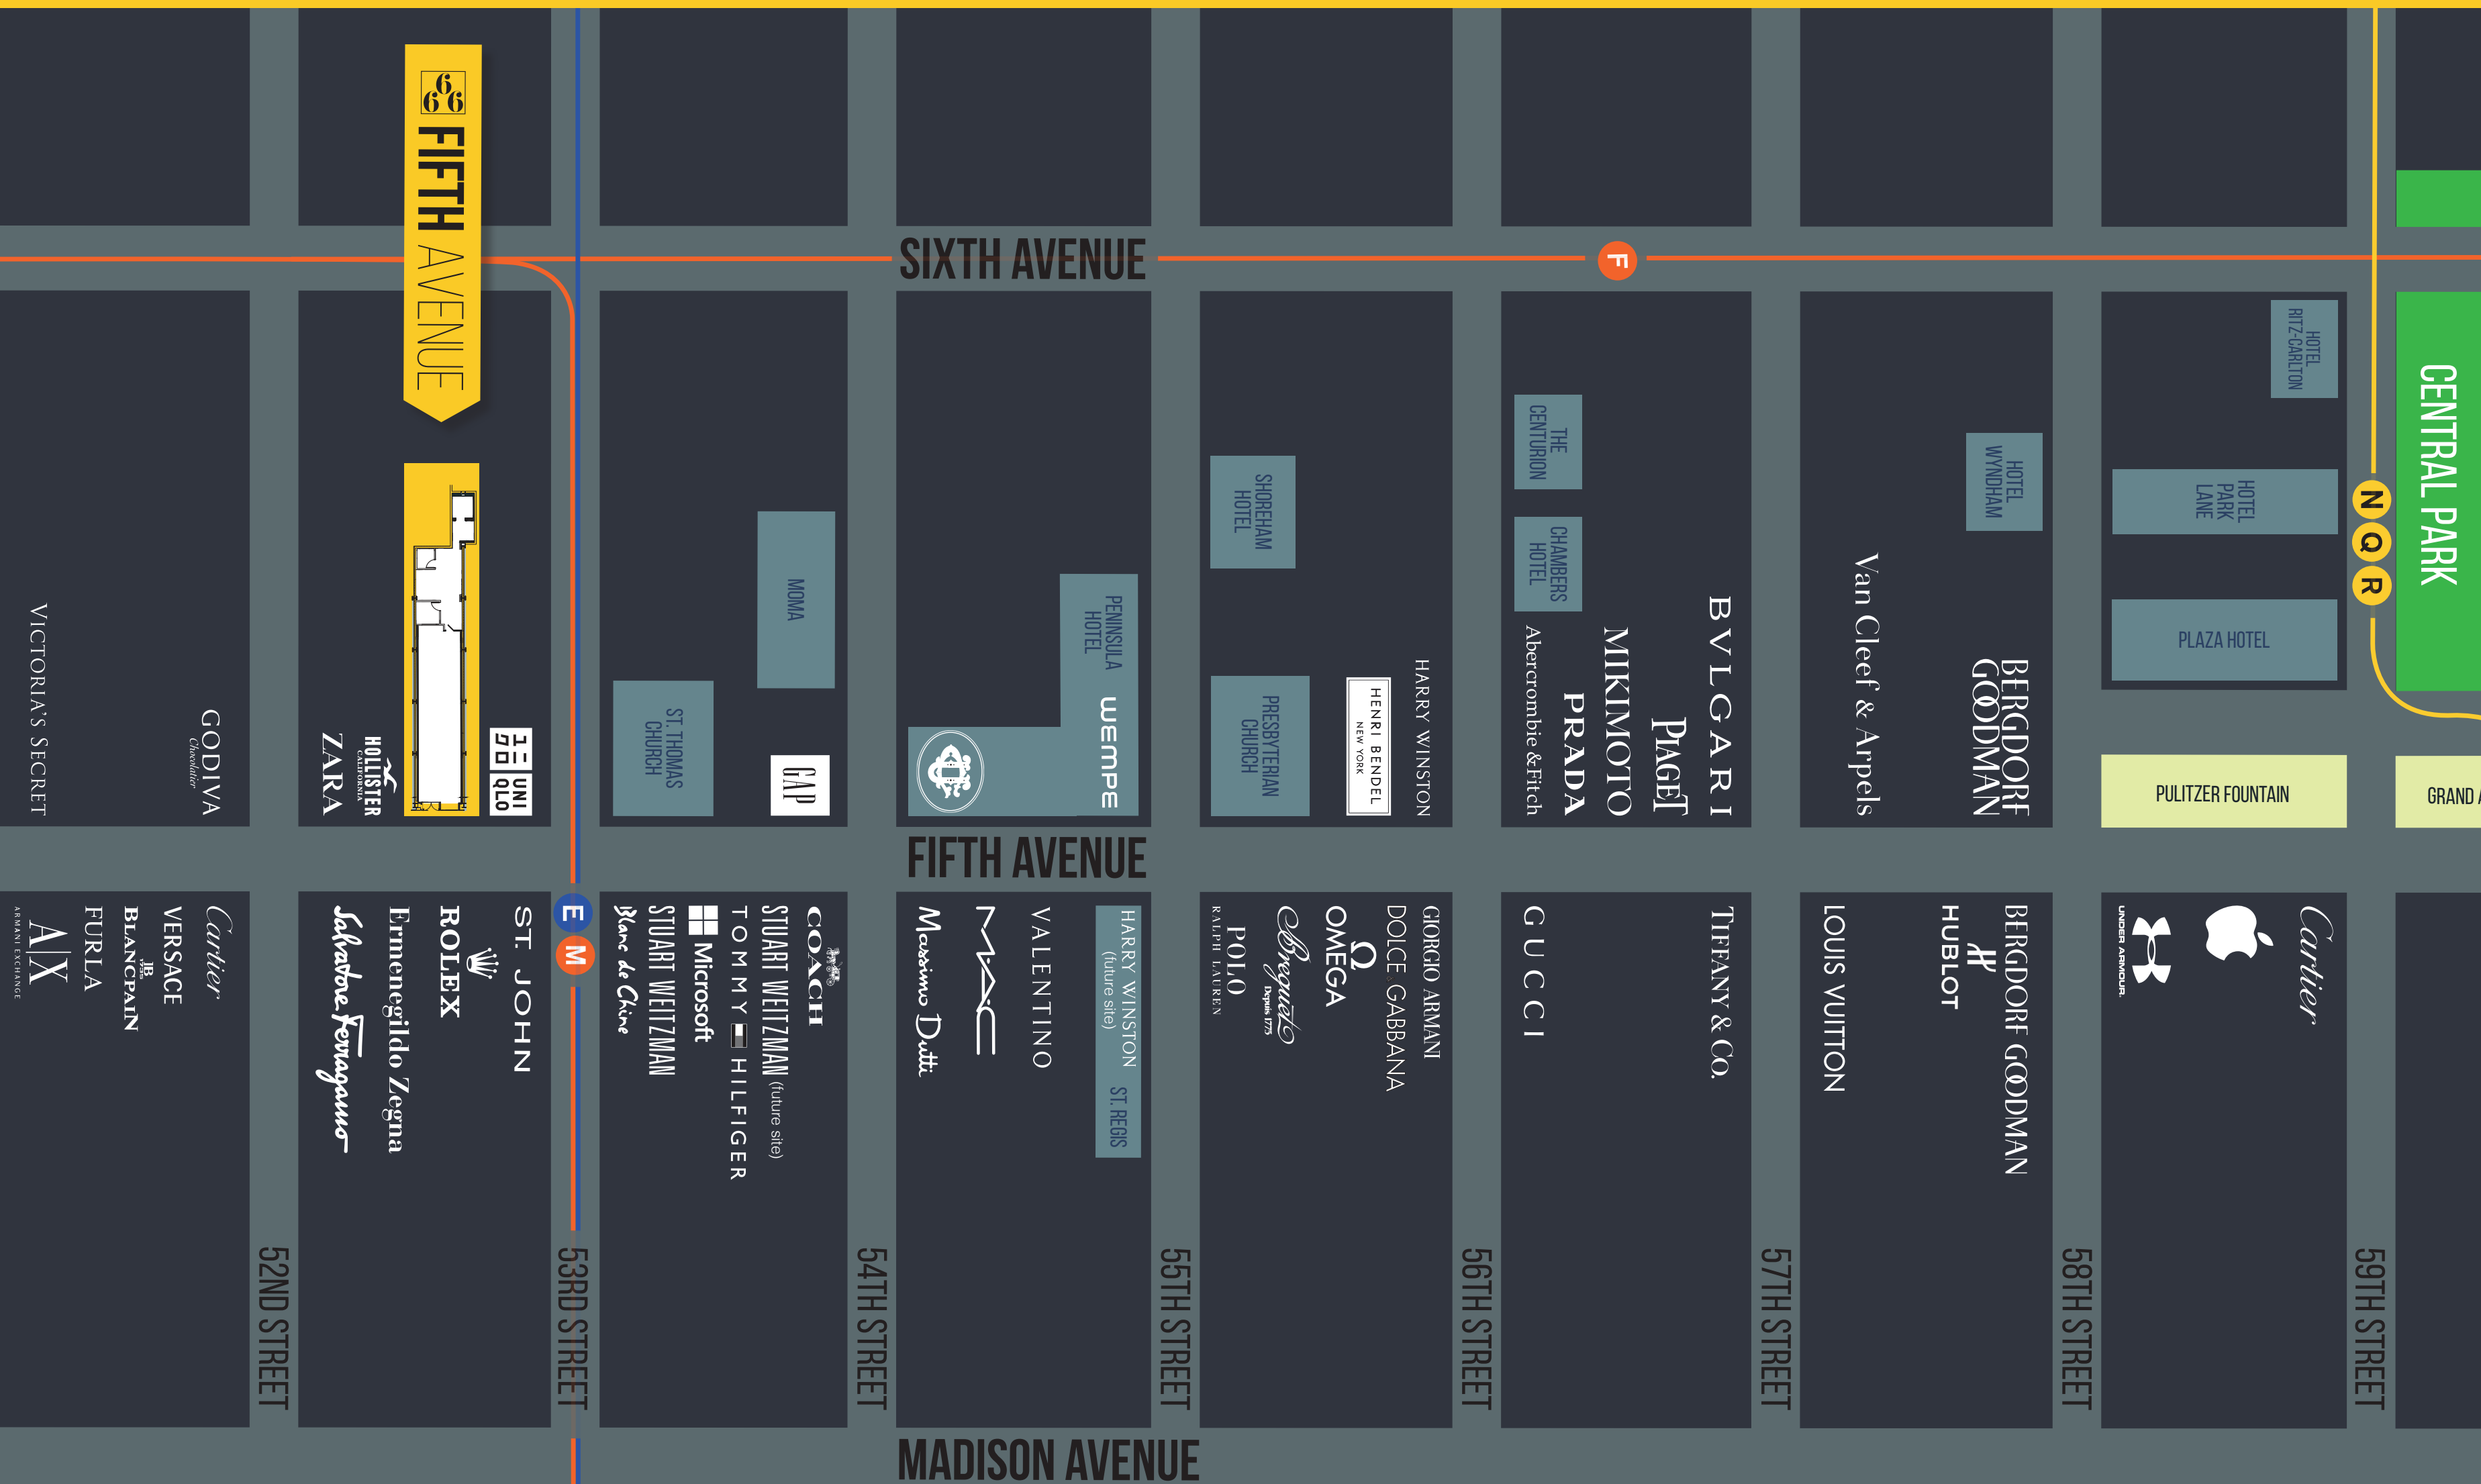 666
FIFTH AVENUE
SIXTH AVENUE
F
HOTEL
RITZ-CARLTON
CENTRAL PARK
THE
CENTURION
HOTEL
WYNDHAM
SHOREHAM
HOTEL
HOTEL
PARK
LANE
N Q R
MOMA
CHAMBERS
HOTEL
PENINSULA
HOTEL
PLAZA HOTEL
VICTORIA'S SECRET
GODIVA
Chocolatier
ZARA
HOLLISTER
CALIFORNIA
UNI
QLO
ユニ
クロ
ST. THOMAS
CHURCH
GAP
WEMPE
PRESBYTERIAN
CHURCH
HENRI BENDEL
NEW YORK
HARRY WINSTON
Abercrombie & Fitch
PRADA
MIKIMOTO
PIAGET
BVLGARI
Van Cleef & Arpels
BERGDORF
GOODMAN
PULITZER FOUNTAIN
GRAND A
FIFTH AVENUE
A|X
ARMANI EXCHANGE
FURLA
JB
1735
BLANCPAIN
VERSACE
Cartier
Salvatore Ferragamo
Ermenegildo Zegna
ROLEX
ST. JOHN
E
M
Blanc de Chine
STUART WEITZMAN
Microsoft
TOMMY HILFIGER
STUART WEITZMAN (future site)
COACH
Massimo Dutti
M·A·C
VALENTINO
HARRY WINSTON
(future site)
ST. REGIS
POLO
RALPH LAUREN
Breguet
Depuis 1775
Ω
OMEGA
DOLCE GABBANA
GIORGIO ARMANI
GUCCI
TIFFANY & CO.
LOUIS VUITTON
HUBLOT
BERGDORF GOODMAN
UNDER ARMOUR.
Cartier
52ND STREET
53RD STREET
54TH STREET
55TH STREET
56TH STREET
57TH STREET
58TH STREET
59TH STREET
MADISON AVENUE